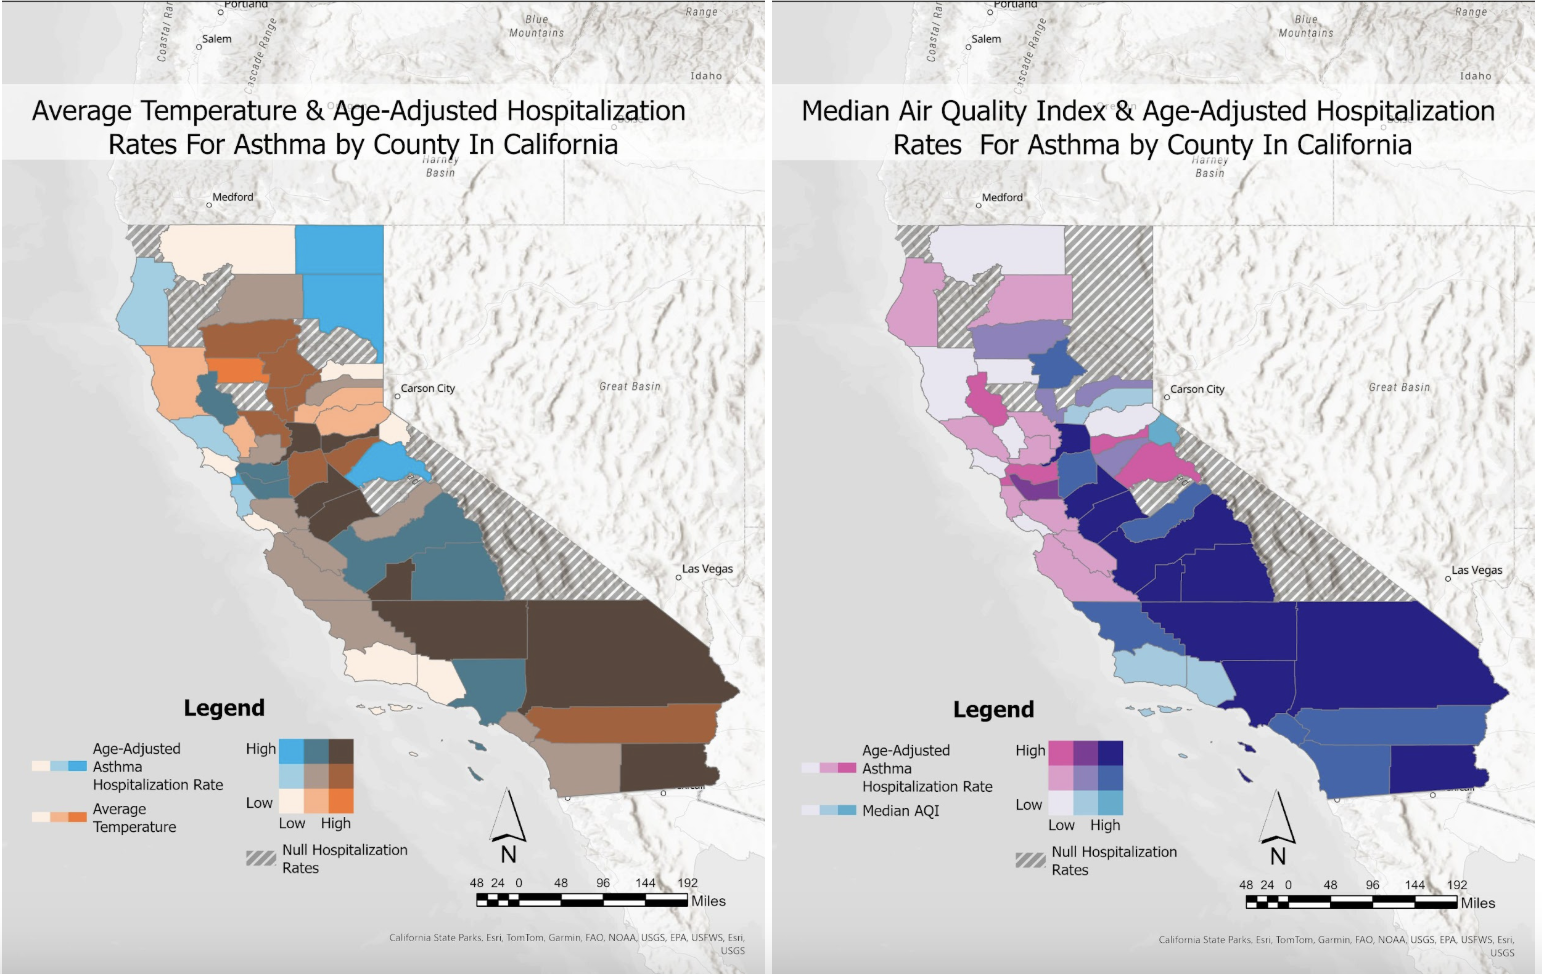 Portland
Coastal Ran
Salem
Cascade Range
Blue
Mountains
Range
Idaho
Average Temperature & Age-Adjusted Hospitalization
Rates For Asthma by County In California
Harney
Basin
Medford
Carson City
Great Basin
Las Vegas
Legend
Age-Adjusted
Asthma
Hospitalization Rate
Average
Temperature
High
Low
Low High
Null Hospitalization
Rates
N
48 24 0 48 96 144 192
Miles
California State Parks, Esri, TomTom, Garmin, FAO, NOAA, USGS, EPA, USFWS, Esri,
USGS
Portland
Coastal Ran
Salem
Cascade Range
Blue
Mountains
Range
Idaho
Median Air Quality Index & Age-Adjusted Hospitalization
Rates For Asthma by County In California
Harney
Basin
Medford
Carson City
Great Basin
Las Vegas
Legend
Age-Adjusted
Asthma
Hospitalization Rate
Median AQI
High
Low
Low High
Null Hospitalization
Rates
N
48 24 0 48 96 144 192
Miles
California State Parks, Esri, TomTom, Garmin, FAO, NOAA, USGS, EPA, USFWS, Esri,
USGS